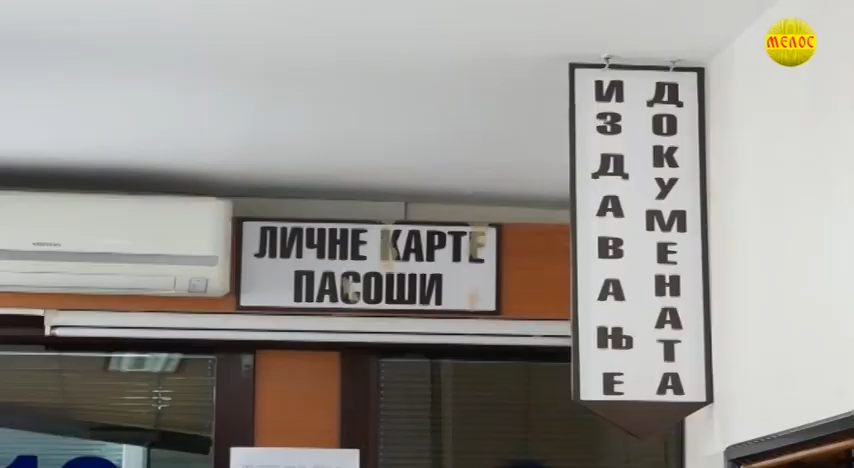 МЕЛОС
ИЗДАВАЊЕ
ДОКУМЕНАТА
ЛИЧНЕ КАРТЕ
ПАСОШИ